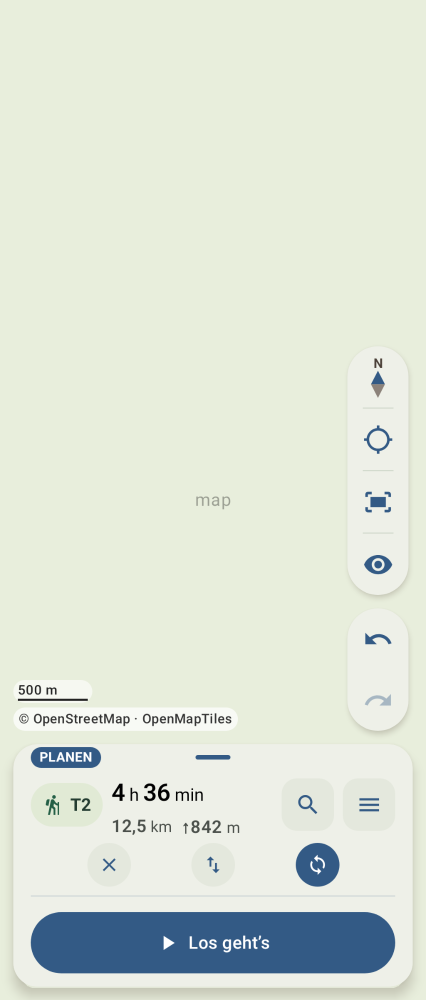 N
map
500 m
© OpenStreetMap · OpenMapTiles
PLANEN
T2
4 h 36 min
12,5 km ↑842 m
Los geht’s